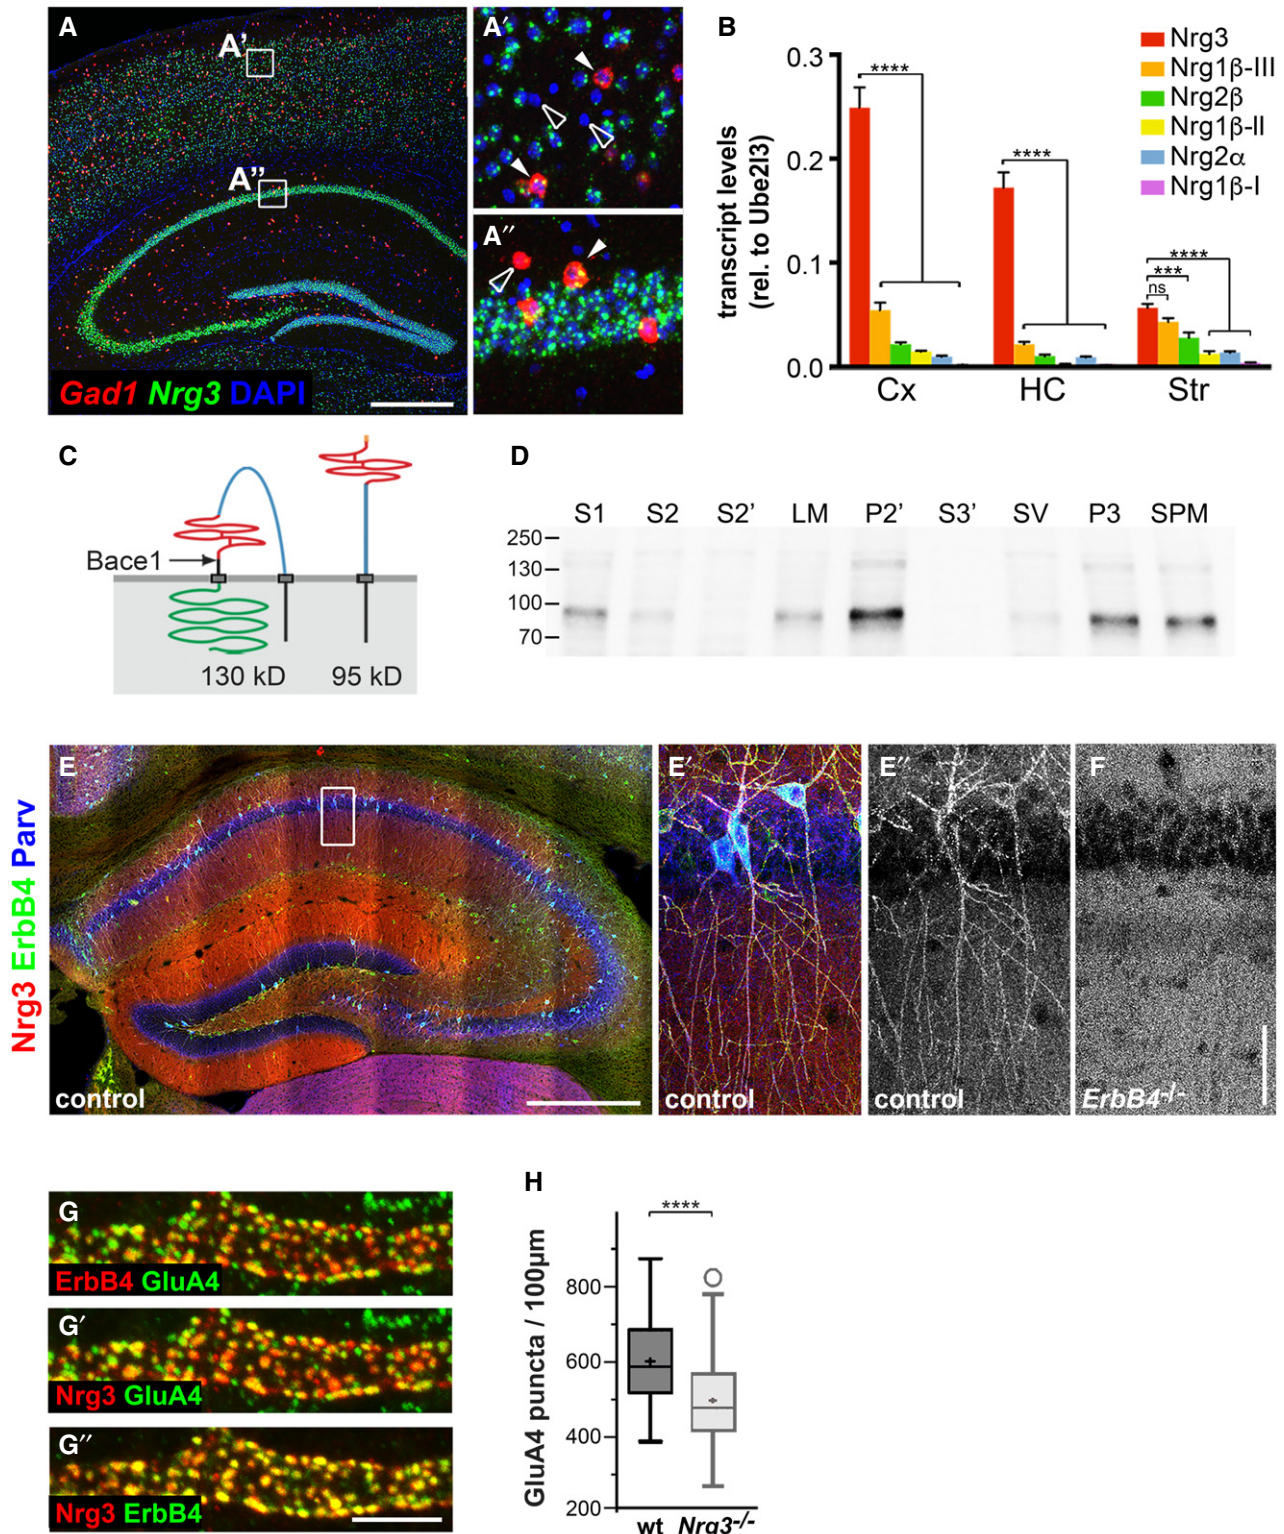 A
A'
A''
Gad1 Nrg3 DAPI
A′
A″
B
transcript levels
(rel. to Ube2l3)
0.3
0.2
0.1
0.0
****
****
****
***
ns
Cx
HC
Str
Nrg3
Nrg1β-III
Nrg2β
Nrg1β-II
Nrg2α
Nrg1β-I
C
Bace1
130 kD
95 kD
D
S1 S2 S2' LM P2' S3' SV P3 SPM
250
130
100
70
Nrg3 ErbB4 Parv
E
control
E′
control
E″
control
F
ErbB4-/-
G
ErbB4 GluA4
G′
Nrg3 GluA4
G″
Nrg3 ErbB4
H
****
GluA4 puncta / 100µm
800
600
400
200
wt Nrg3-/-